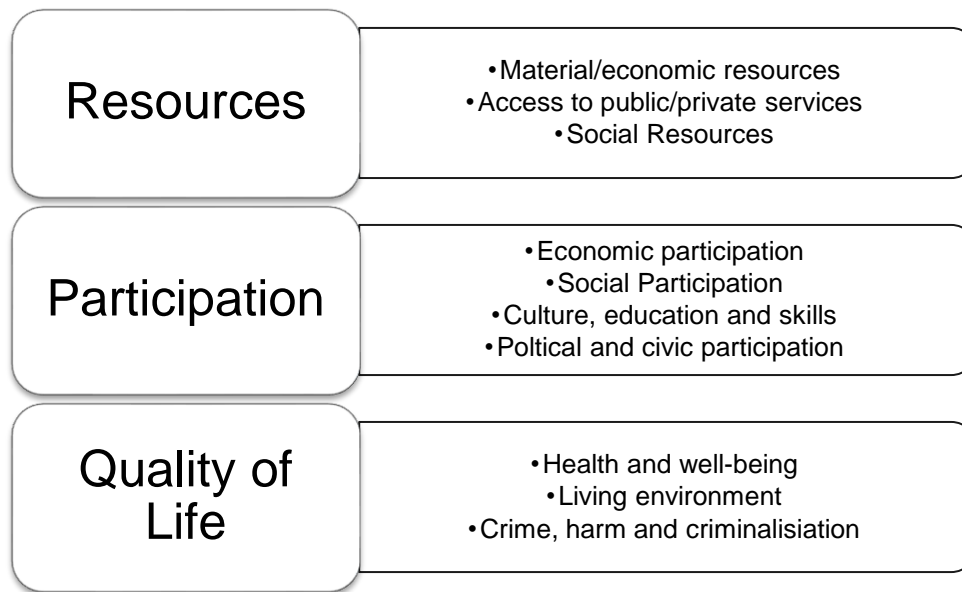 Resources
•Material/economic resources
•Access to public/private services
•Social Resources
Participation
•Economic participation
•Social Participation
•Culture, education and skills
•Poltical and civic participation
Quality of
Life
•Health and well-being
•Living environment
•Crime, harm and criminalisiation